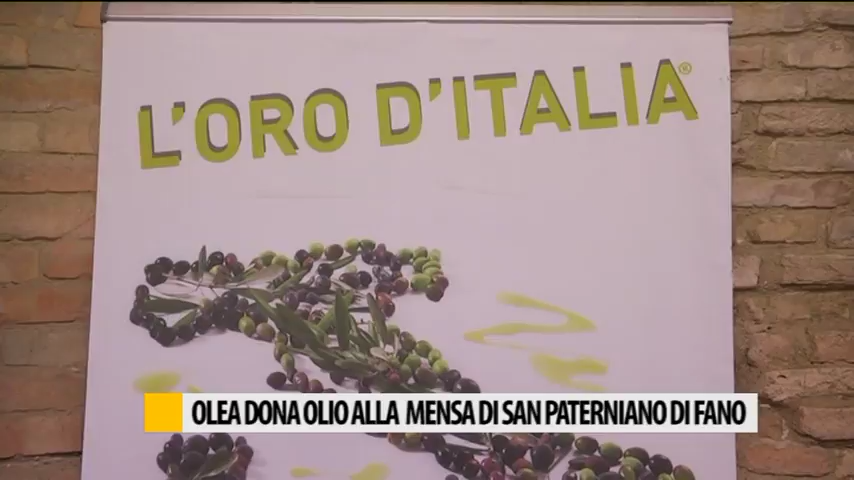 L'ORO D'ITALIA®
OLEA DONA OLIO ALLA MENSA DI SAN PATERNIANO DI FANO